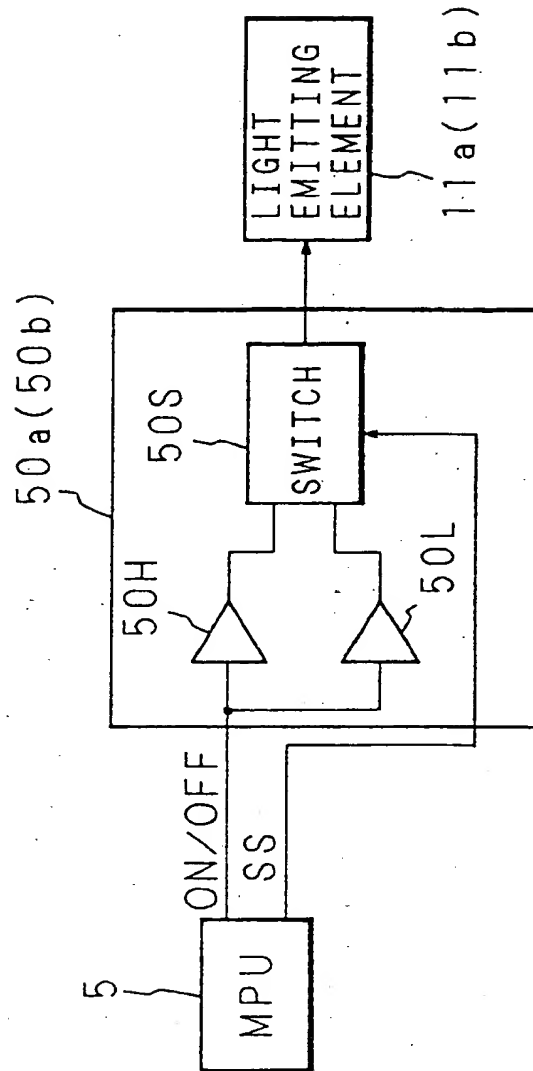 50a(50b)
5
MPU
ON/OFF
SS
50H
50L
50S
SWITCH
LIGHT
EMITTING
ELEMENT
11a(11b)